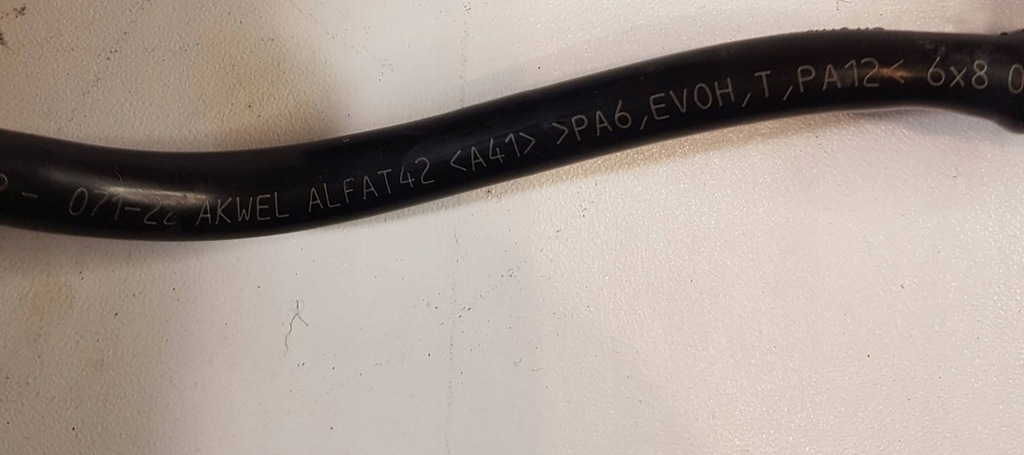 - 071-22 AKWEL ALFAT42 <A41> >PA6,EVOH,T,PA12< 6x8